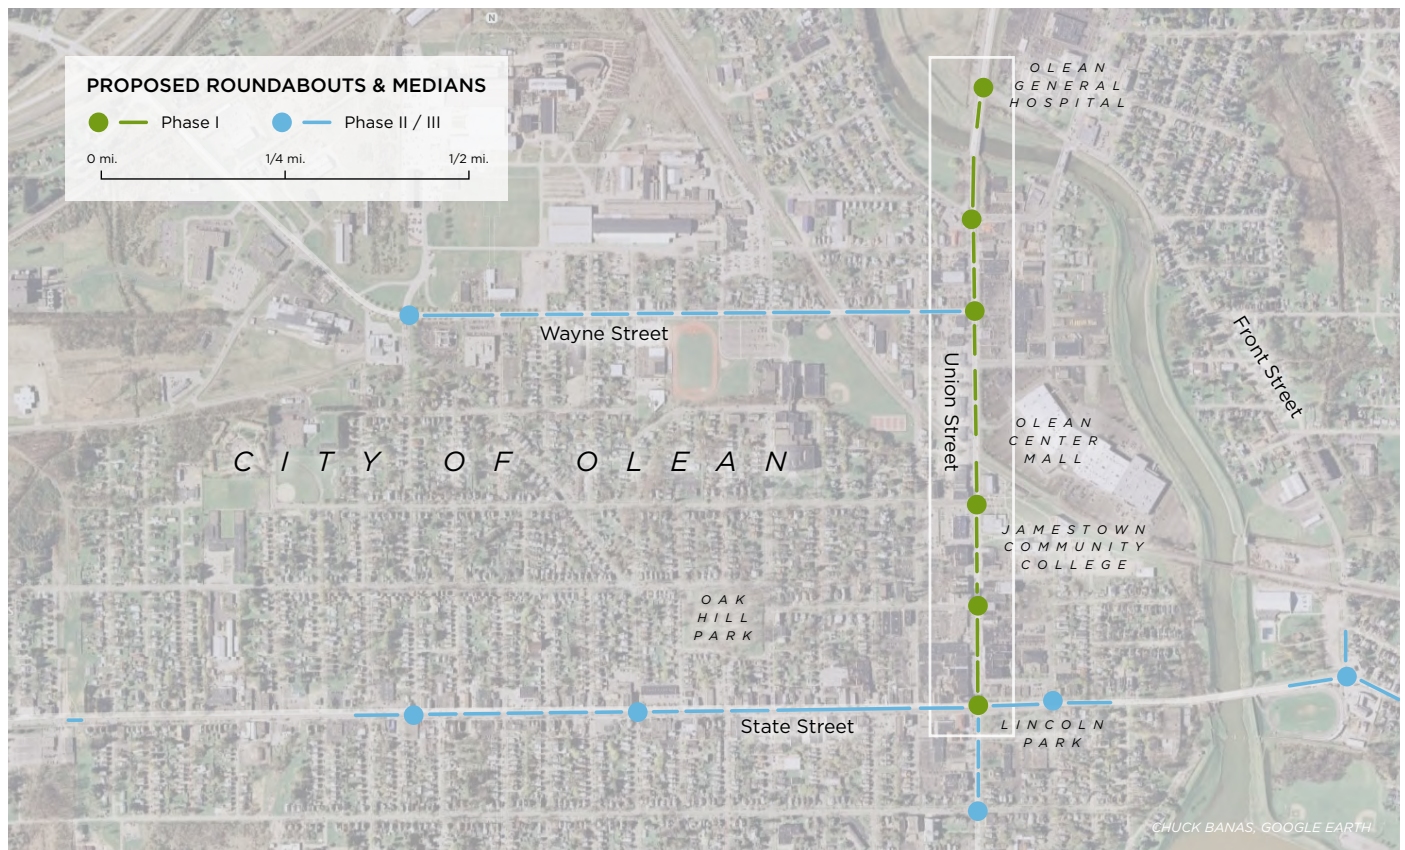 N
PROPOSED ROUNDABOUTS & MEDIANS
Phase I
Phase II / III
0 mi.
1/4 mi.
1/2 mi.
OLEAN
GENERAL
HOSPITAL
Wayne Street
Union Street
Front Street
OLEAN
CENTER
MALL
CITY OF OLEAN
JAMESTOWN
COMMUNITY
COLLEGE
OAK
HILL
PARK
State Street
LINCOLN
PARK
CHUCK BANAS; GOOGLE EARTH